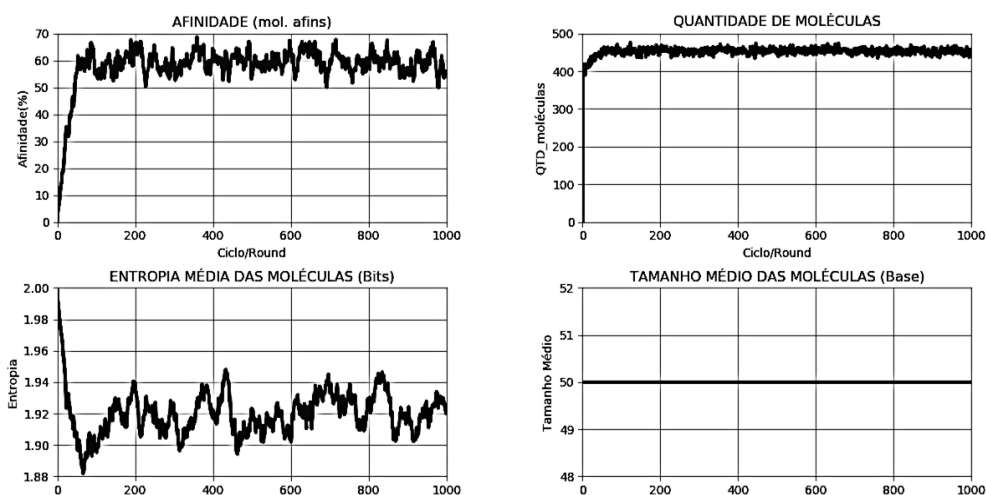 AFINIDADE (mol. afins)
70
60
50
40
30
20
10
0
Afinidade(%)
0 200 400 600 800 1000
Ciclo/Round
QUANTIDADE DE MOLÉCULAS
500
400
300
200
100
0
QTD_moléculas
0 200 400 600 800 1000
Ciclo/Round
ENTROPIA MÉDIA DAS MOLÉCULAS (Bits)
2.00
1.98
1.96
1.94
1.92
1.90
1.88
Entropia
0 200 400 600 800 1000
TAMANHO MÉDIO DAS MOLÉCULAS (Base)
52
51
50
49
48
Tamanho Médio
0 200 400 600 800 1000